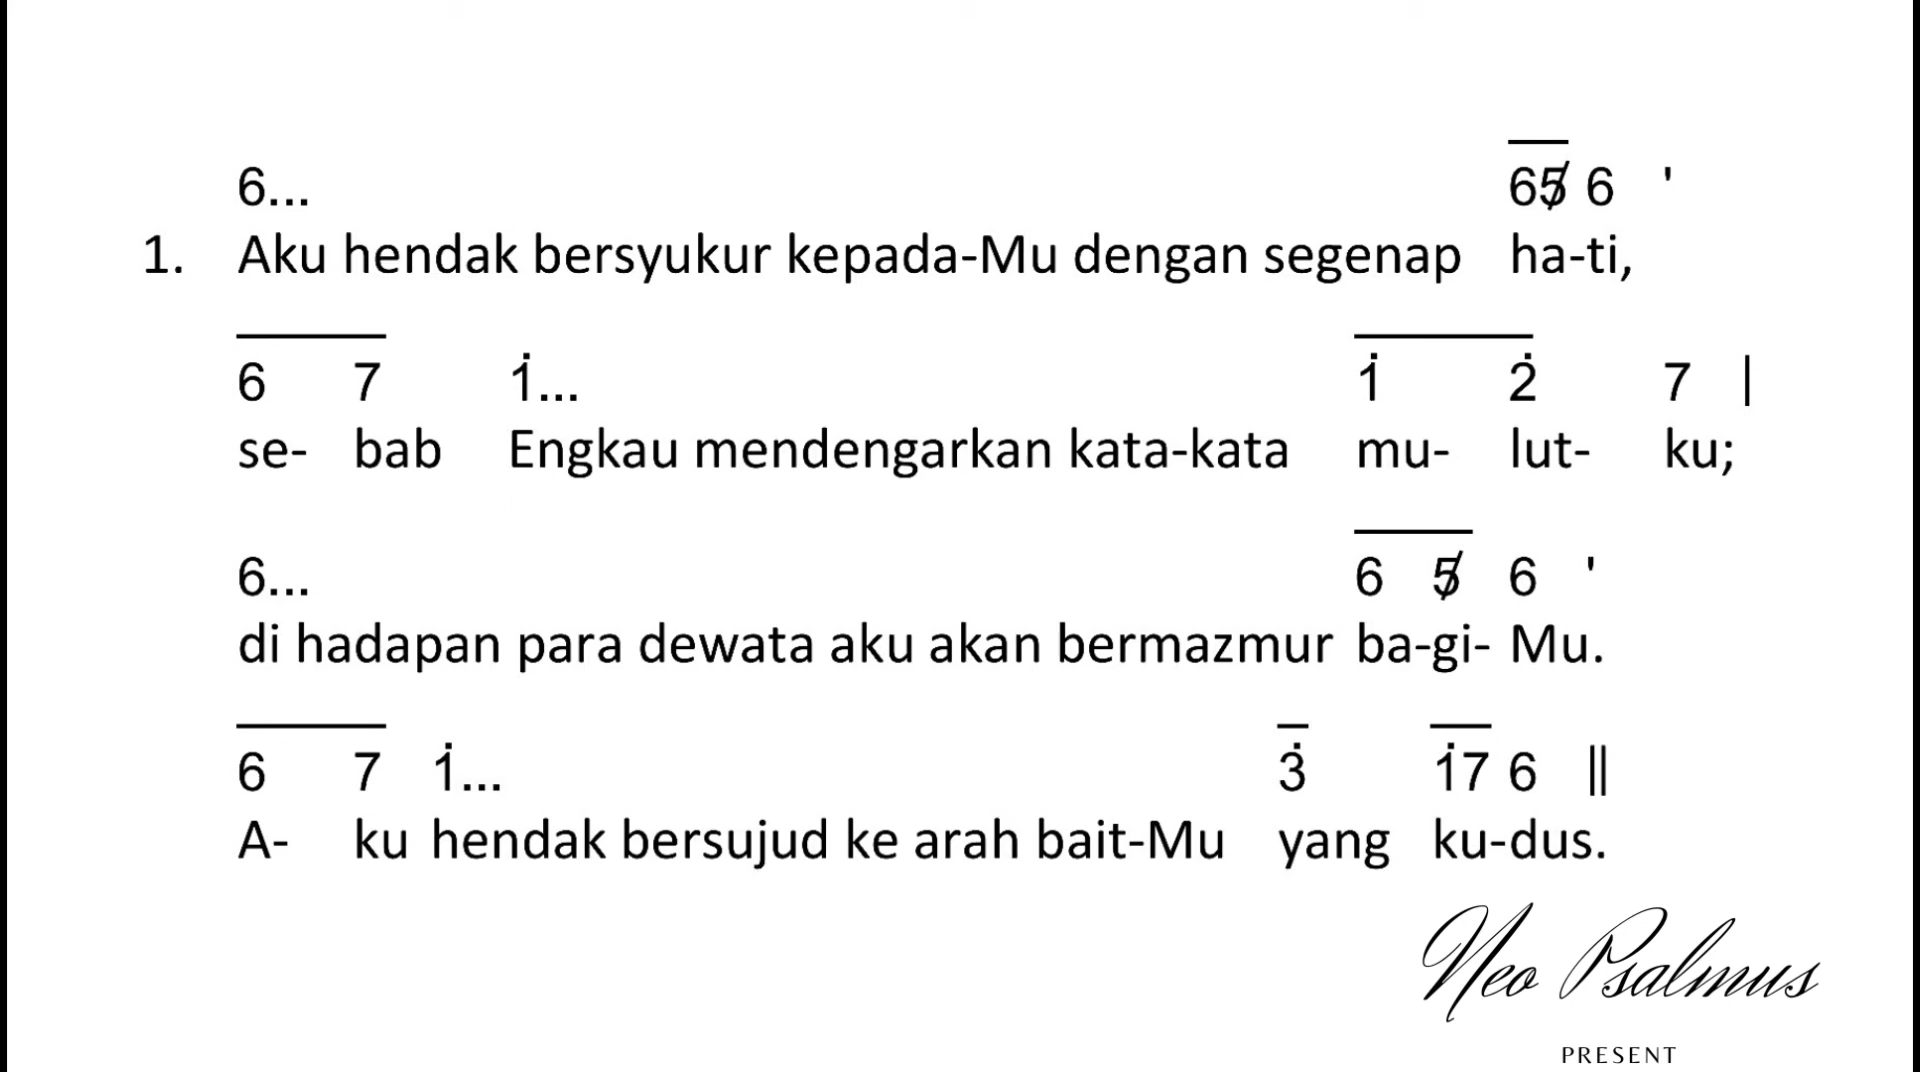 6... 65̸ 6 '
1. Aku hendak bersyukur kepada-Mu dengan segenap ha-ti,
6 7 1̇... 1̇ 2̇ 7 |
se- bab Engkau mendengarkan kata-kata mu- lut- ku;
6... 6 5̸ 6 '
di hadapan para dewata aku akan bermazmur ba-gi- Mu.
6 7 1̇... 3̇ 1̇7 6 ||
A- ku hendak bersujud ke arah bait-Mu yang ku-dus.
Neo Psalmus
PRESENT